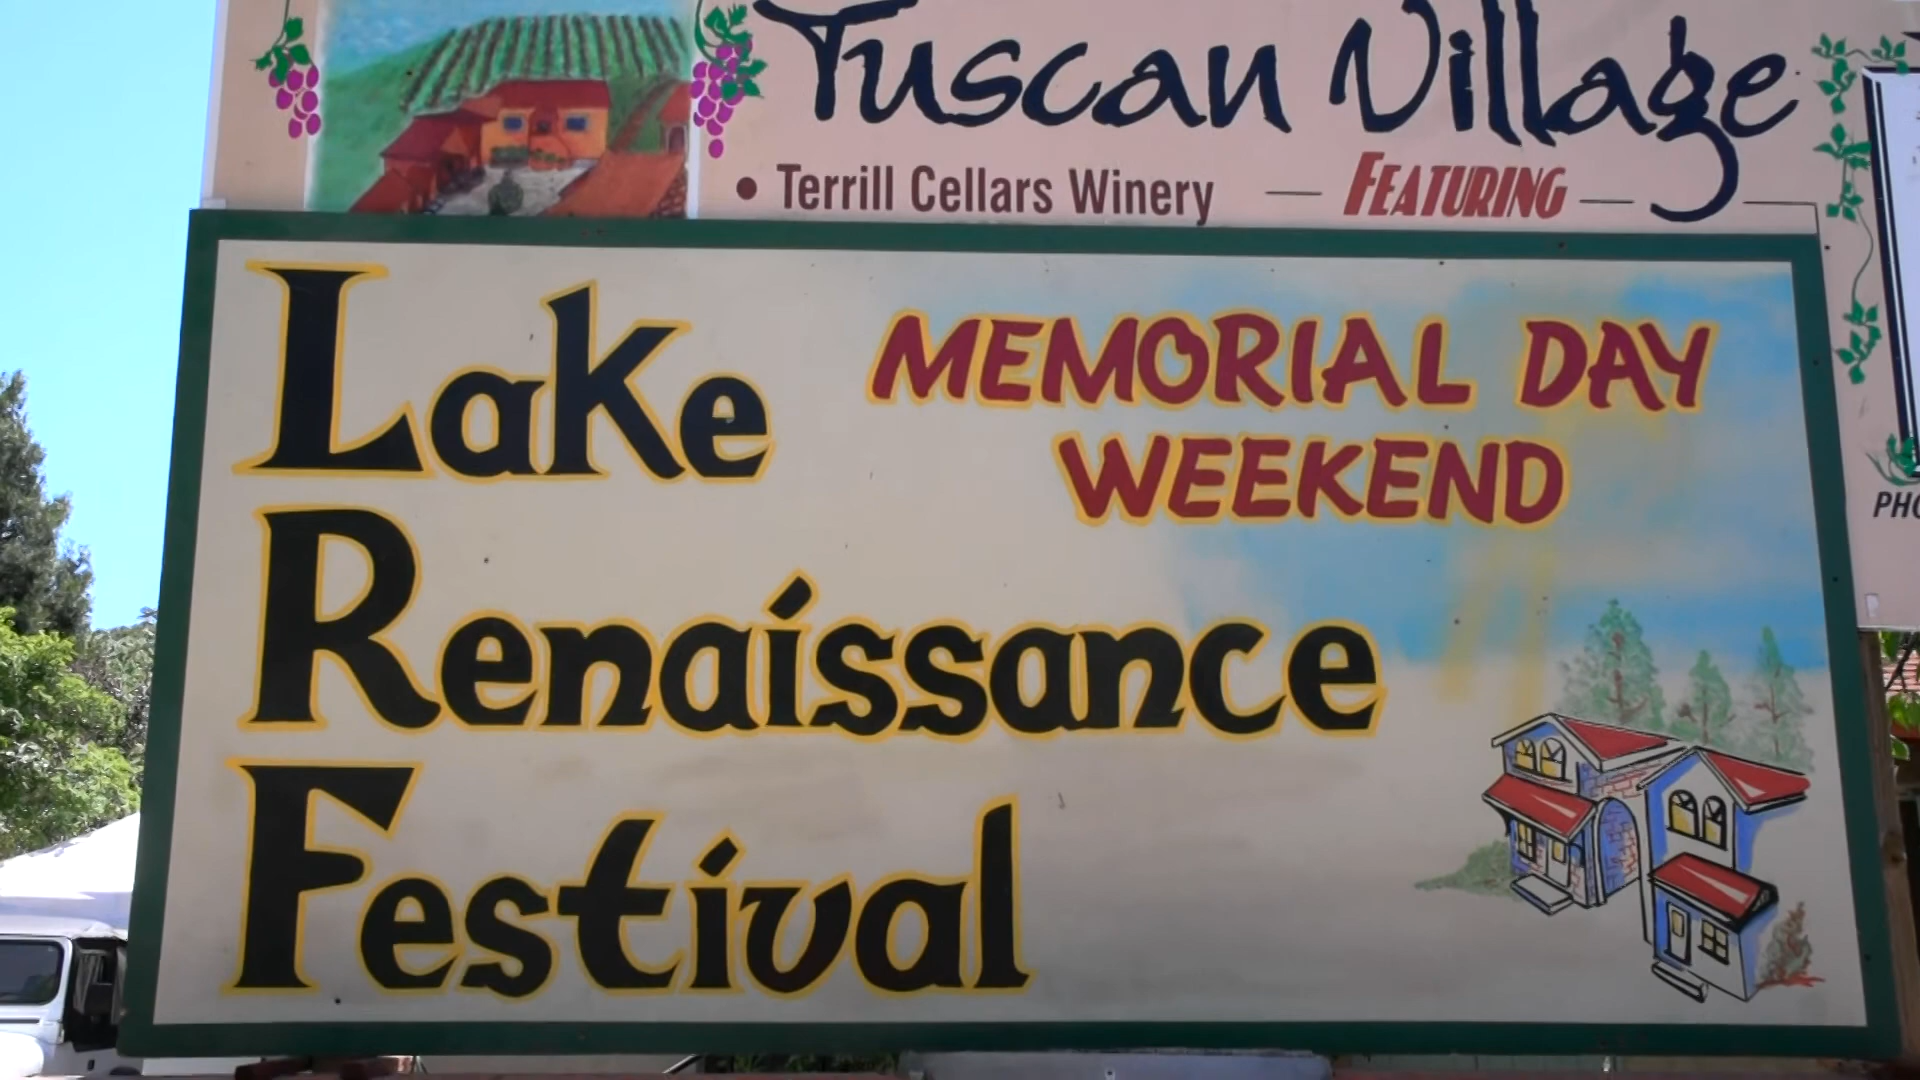 Tuscan Village
• Terrill Cellars Winery — FEATURING —
Lake
MEMORIAL DAY
WEEKEND
Renaissance
Festival